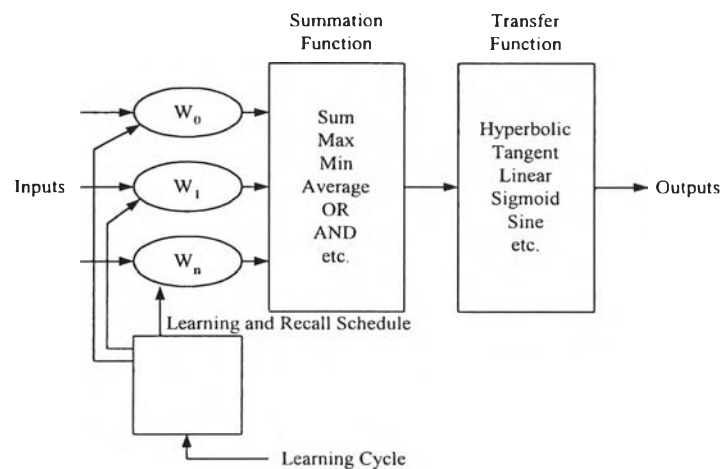 Summation
Function
Transfer
Function
Inputs
W0
W1
Wn
Sum
Max
Min
Average
OR
AND
etc.
Hyperbolic
Tangent
Linear
Sigmoid
Sine
etc.
Outputs
Learning and Recall Schedule
Learning Cycle